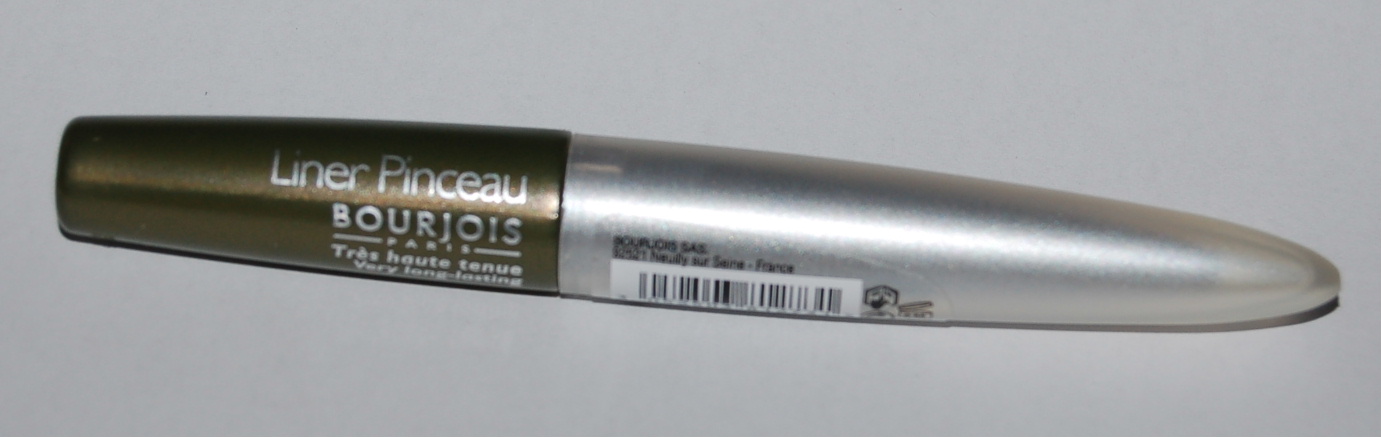 Liner Pinceau
BOURJOIS
PARIS
Très haute tenue
Very long-lasting
BOURJOIS SAS.
92521 Neuilly sur Seine - France